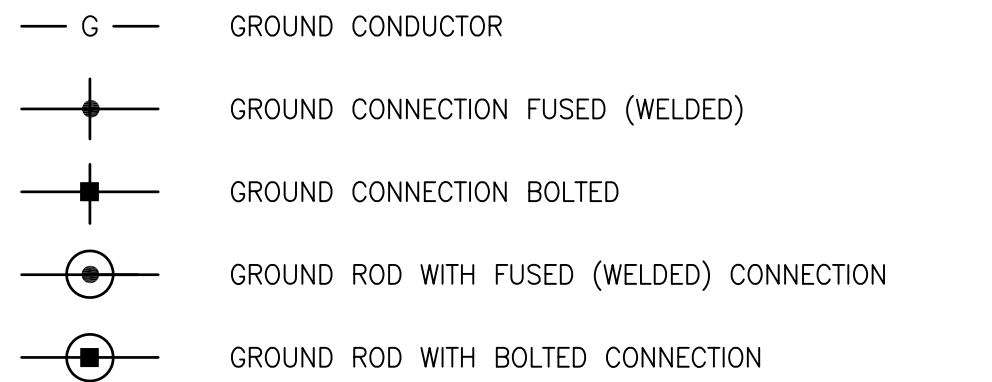 G GROUND CONDUCTOR
GROUND CONNECTION FUSED (WELDED)
GROUND CONNECTION BOLTED
GROUND ROD WITH FUSED (WELDED) CONNECTION
GROUND ROD WITH BOLTED CONNECTION